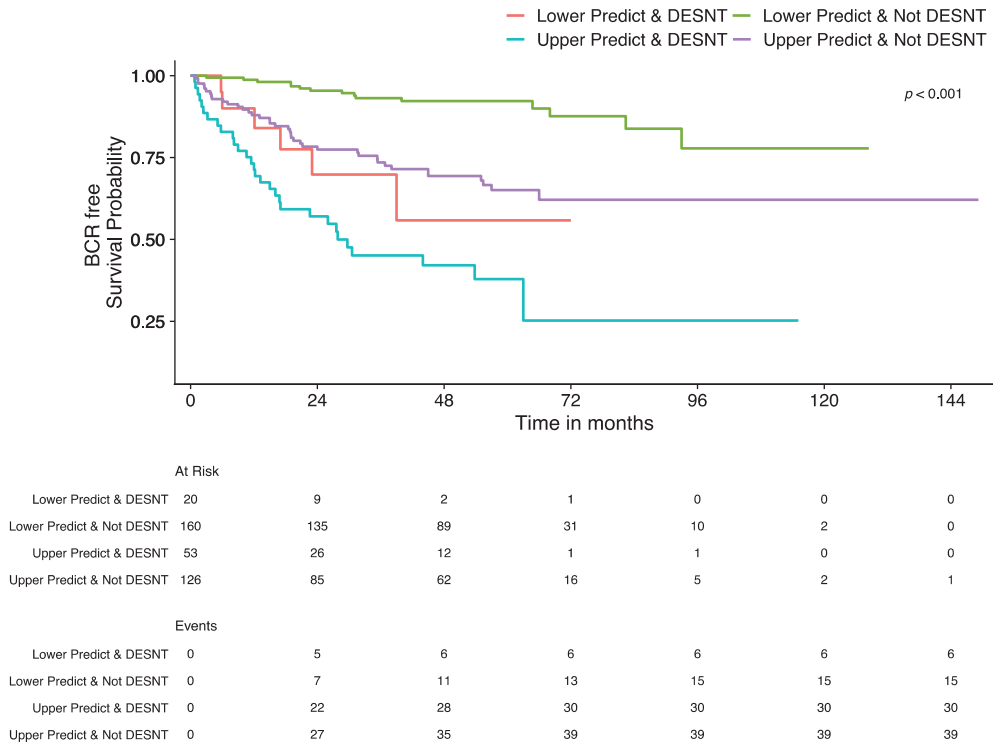 Lower Predict & DESNT Lower Predict & Not DESNT
Upper Predict & DESNT Upper Predict & Not DESNT
1.00
p < 0.001
0.75
0.50
0.25
BCR free
Survival Probability
0 24 48 72 96 120 144
Time in months
At Risk
Lower Predict & DESNT 20 9 2 1 0 0 0
Lower Predict & Not DESNT 160 135 89 31 10 2 0
Upper Predict & DESNT 53 26 12 1 1 0 0
Upper Predict & Not DESNT 126 85 62 16 5 2 1
Events
Lower Predict & DESNT 0 5 6 6 6 6 6
Lower Predict & Not DESNT 0 7 11 13 15 15 15
Upper Predict & DESNT 0 22 28 30 30 30 30
Upper Predict & Not DESNT 0 27 35 39 39 39 39